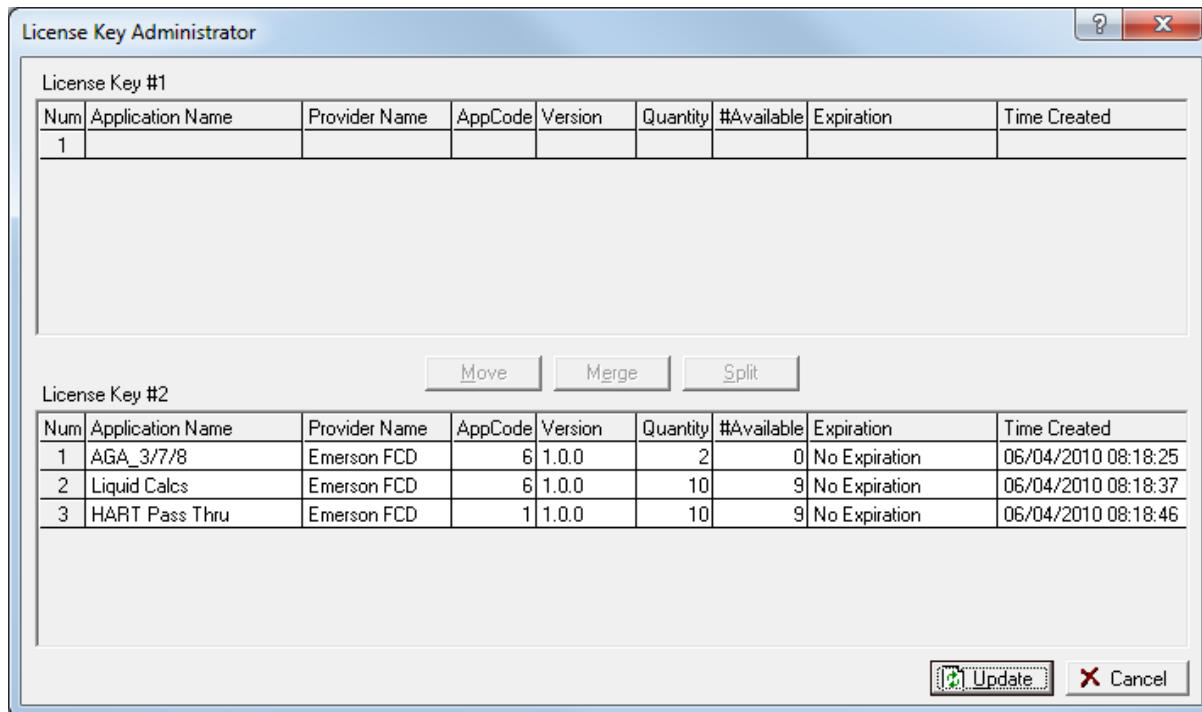 License Key Administrator
?
X
License Key #1
Num Application Name Provider Name AppCode Version Quantity #Available Expiration Time Created
1
Move Merge Split
License Key #2
Num Application Name Provider Name AppCode Version Quantity #Available Expiration Time Created
1 AGA_3/7/8 Emerson FCD 6 1.0.0 2 0 No Expiration 06/04/2010 08:18:25
2 Liquid Calcs Emerson FCD 6 1.0.0 10 9 No Expiration 06/04/2010 08:18:37
3 HART Pass Thru Emerson FCD 1 1.0.0 10 9 No Expiration 06/04/2010 08:18:46
Update Cancel